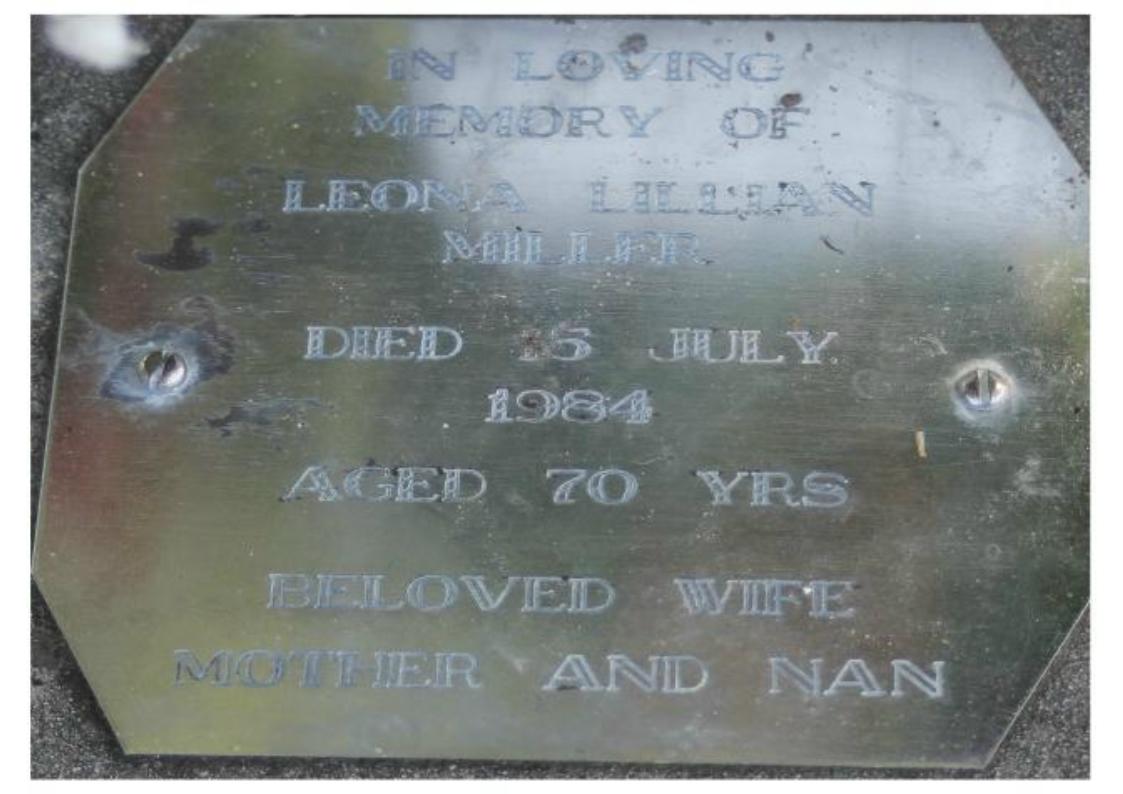 IN LOVING
MEMORY OF
LEONA LILLIAN
MILLER
DIED 15 JULY
1984
AGED 70 YRS
BELOVED WIFE
MOTHER AND NAN